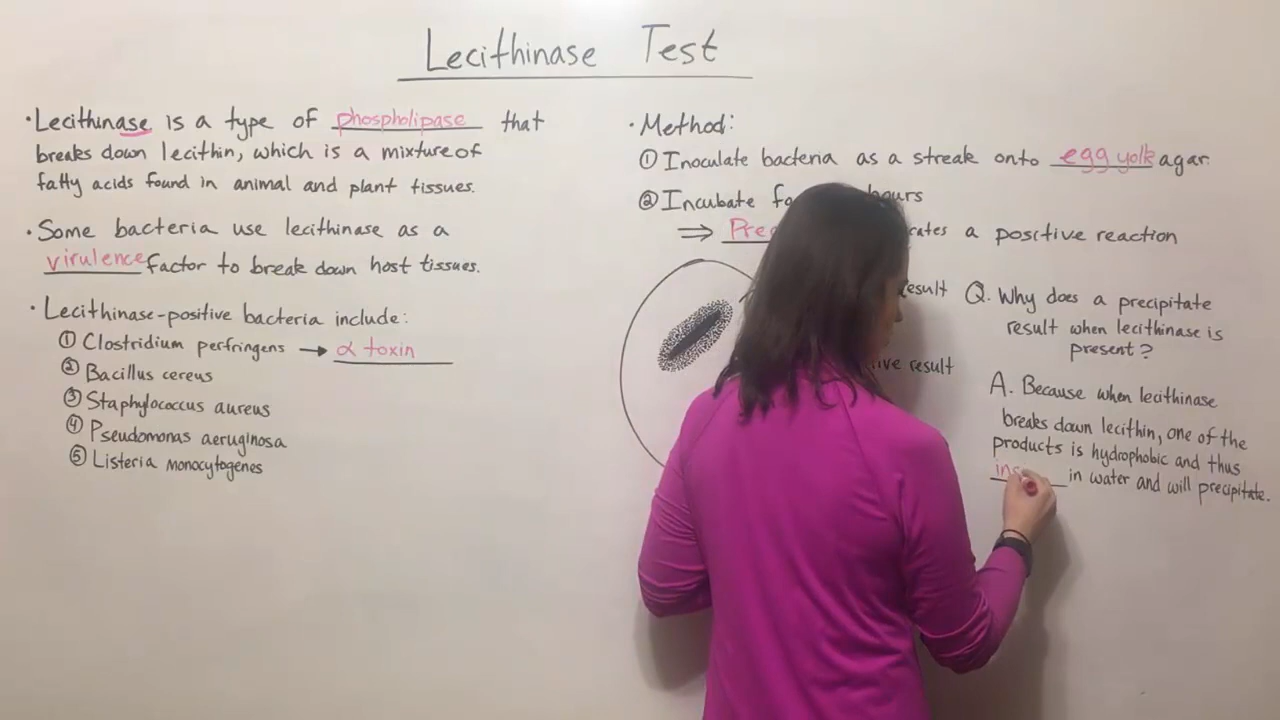 Lecithinase Test
• Lecithinase is a type of phospholipase that
breaks down lecithin, which is a mixture of
fatty acids found in animal and plant tissues.
• Some bacteria use lecithinase as a
virulence factor to break down host tissues.
• Lecithinase-positive bacteria include:
① Clostridium perfringens → α toxin
② Bacillus cereus
③ Staphylococcus aureus
④ Pseudomonas aeruginosa
⑤ Listeria monocytogenes
• Method:
① Inoculate bacteria as a streak onto egg yolk agar
② Incubate hours
⇒ a positive reaction
result
result
Q. Why does a precipitate
result when lecithinase is
present?
A. Because when lecithinase
breaks down lecithin, one of the
products is hydrophobic and thus
in water and will precipitate.